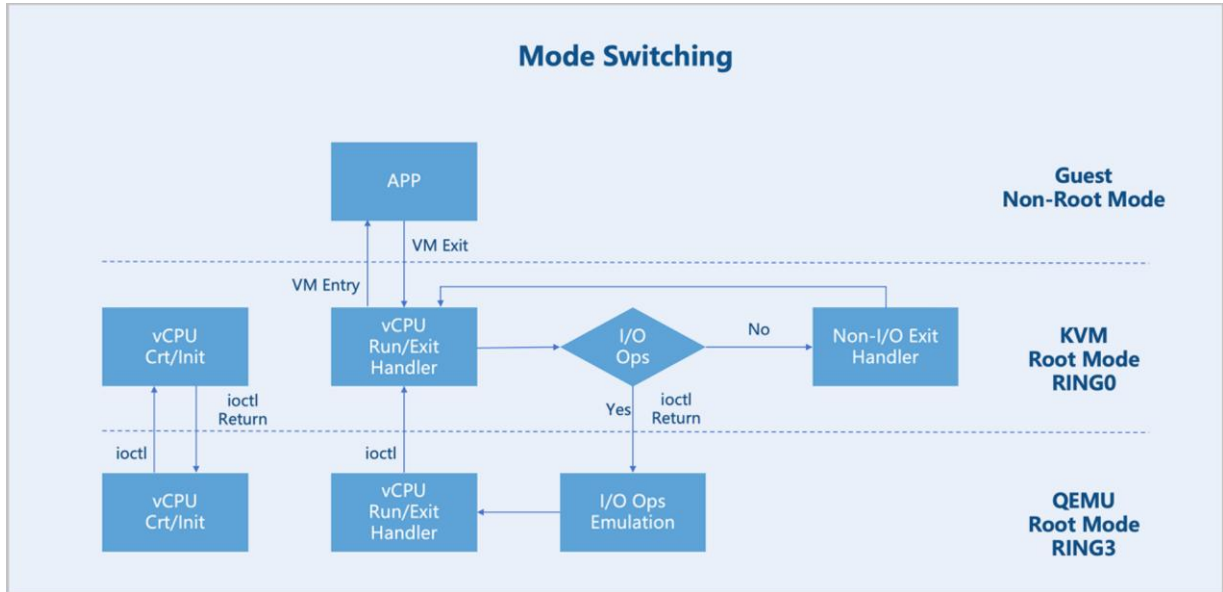 Mode Switching
APP
Guest
Non-Root Mode
VM Exit
VM Entry
vCPU
Crt/Init
vCPU
Run/Exit
Handler
I/O
Ops
No
Non-I/O Exit
Handler
KVM
Root Mode
RING0
ioctl
Return
Yes
ioctl
Return
ioctl
ioctl
vCPU
Crt/Init
vCPU
Run/Exit
Handler
I/O Ops
Emulation
QEMU
Root Mode
RING3